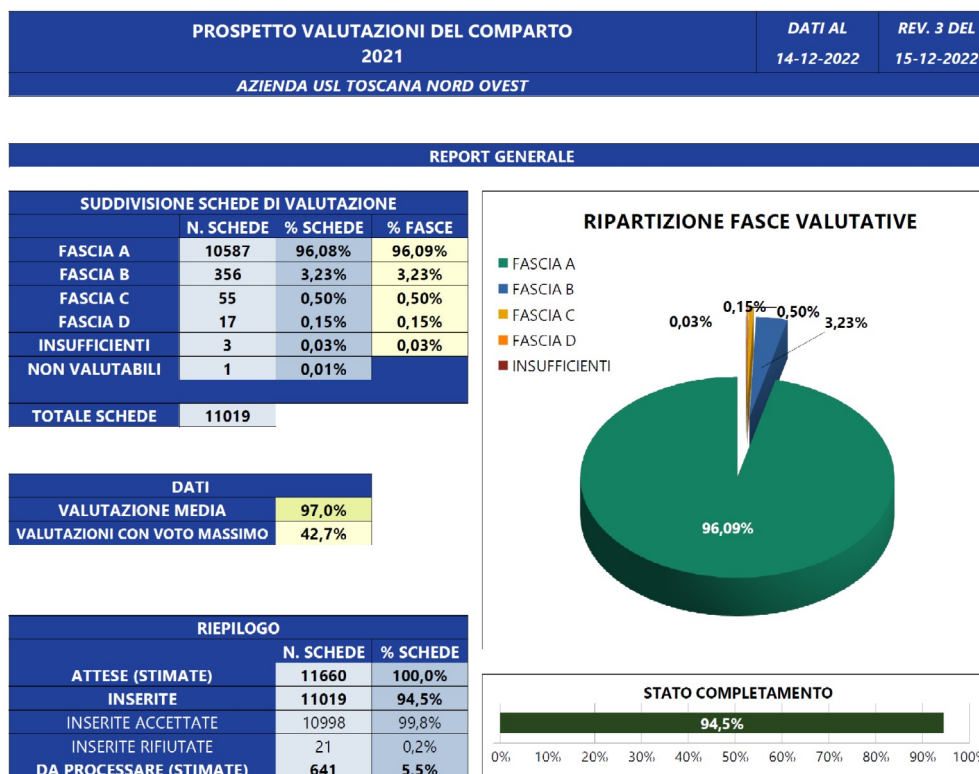 PROSPETTO VALUTAZIONI DEL COMPARTO
2021
DATI AL
14-12-2022
REV. 3 DEL
15-12-2022
AZIENDA USL TOSCANA NORD OVEST
REPORT GENERALE
SUDDIVISIONE SCHEDE DI VALUTAZIONE
N. SCHEDE % SCHEDE % FASCE
FASCIA A 10587 96,08% 96,09%
FASCIA B 356 3,23% 3,23%
FASCIA C 55 0,50% 0,50%
FASCIA D 17 0,15% 0,15%
INSUFFICIENTI 3 0,03% 0,03%
NON VALUTABILI 1 0,01%
TOTALE SCHEDE 11019
RIPARTIZIONE FASCE VALUTATIVE
FASCIA A
FASCIA B
FASCIA C
FASCIA D
INSUFFICIENTI
0,03%
0,15%
0,50%
3,23%
96,09%
DATI
VALUTAZIONE MEDIA 97,0%
VALUTAZIONI CON VOTO MASSIMO 42,7%
RIEPILOGO
N. SCHEDE % SCHEDE
ATTESE (STIMATE) 11660 100,0%
INSERITE 11019 94,5%
INSERITE ACCETTATE 10998 99,8%
INSERITE RIFIUTATE 21 0,2%
DA PROCESSARE (STIMATE) 641 5,5%
STATO COMPLETAMENTO
94,5%
0% 10% 20% 30% 40% 50% 60% 70% 80% 90% 100%